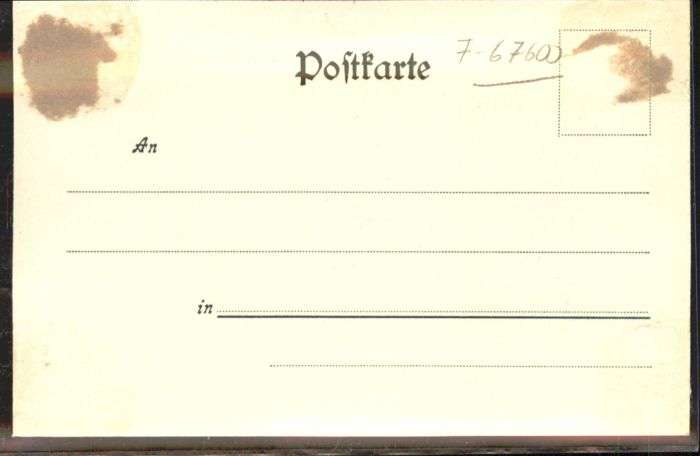 Poſtkarte
7-67600
An
in